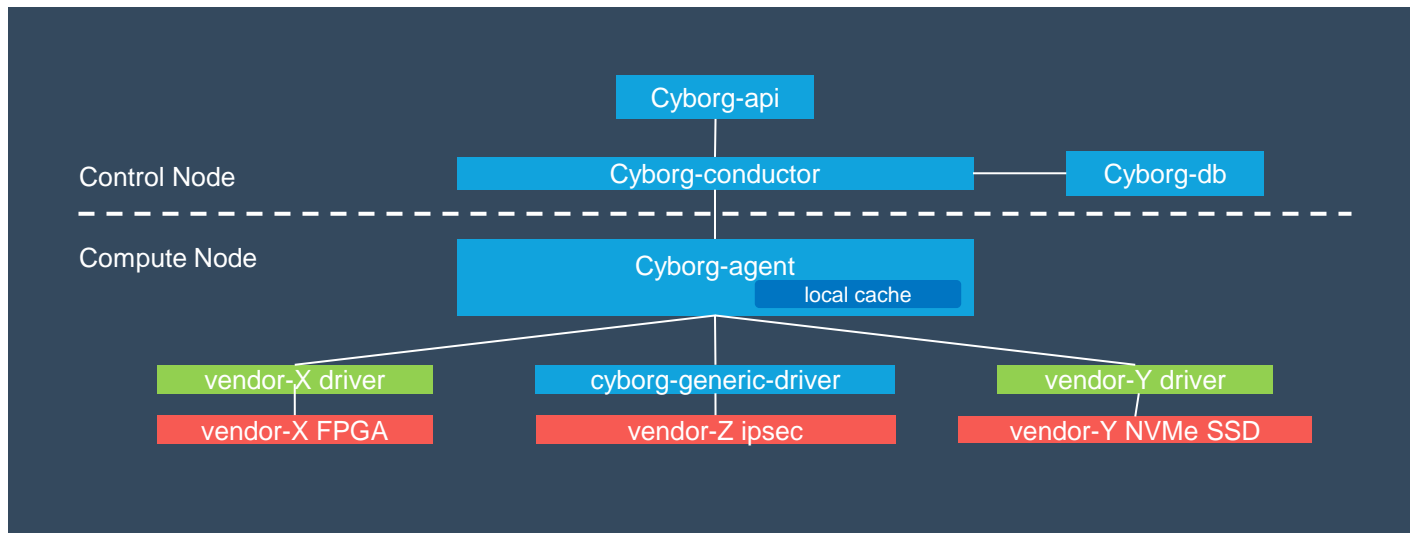 Cyborg-api
Control Node
Cyborg-conductor
Cyborg-db
Compute Node
Cyborg-agent
local cache
vendor-X driver
cyborg-generic-driver
vendor-Y driver
vendor-X FPGA
vendor-Z ipsec
vendor-Y NVMe SSD